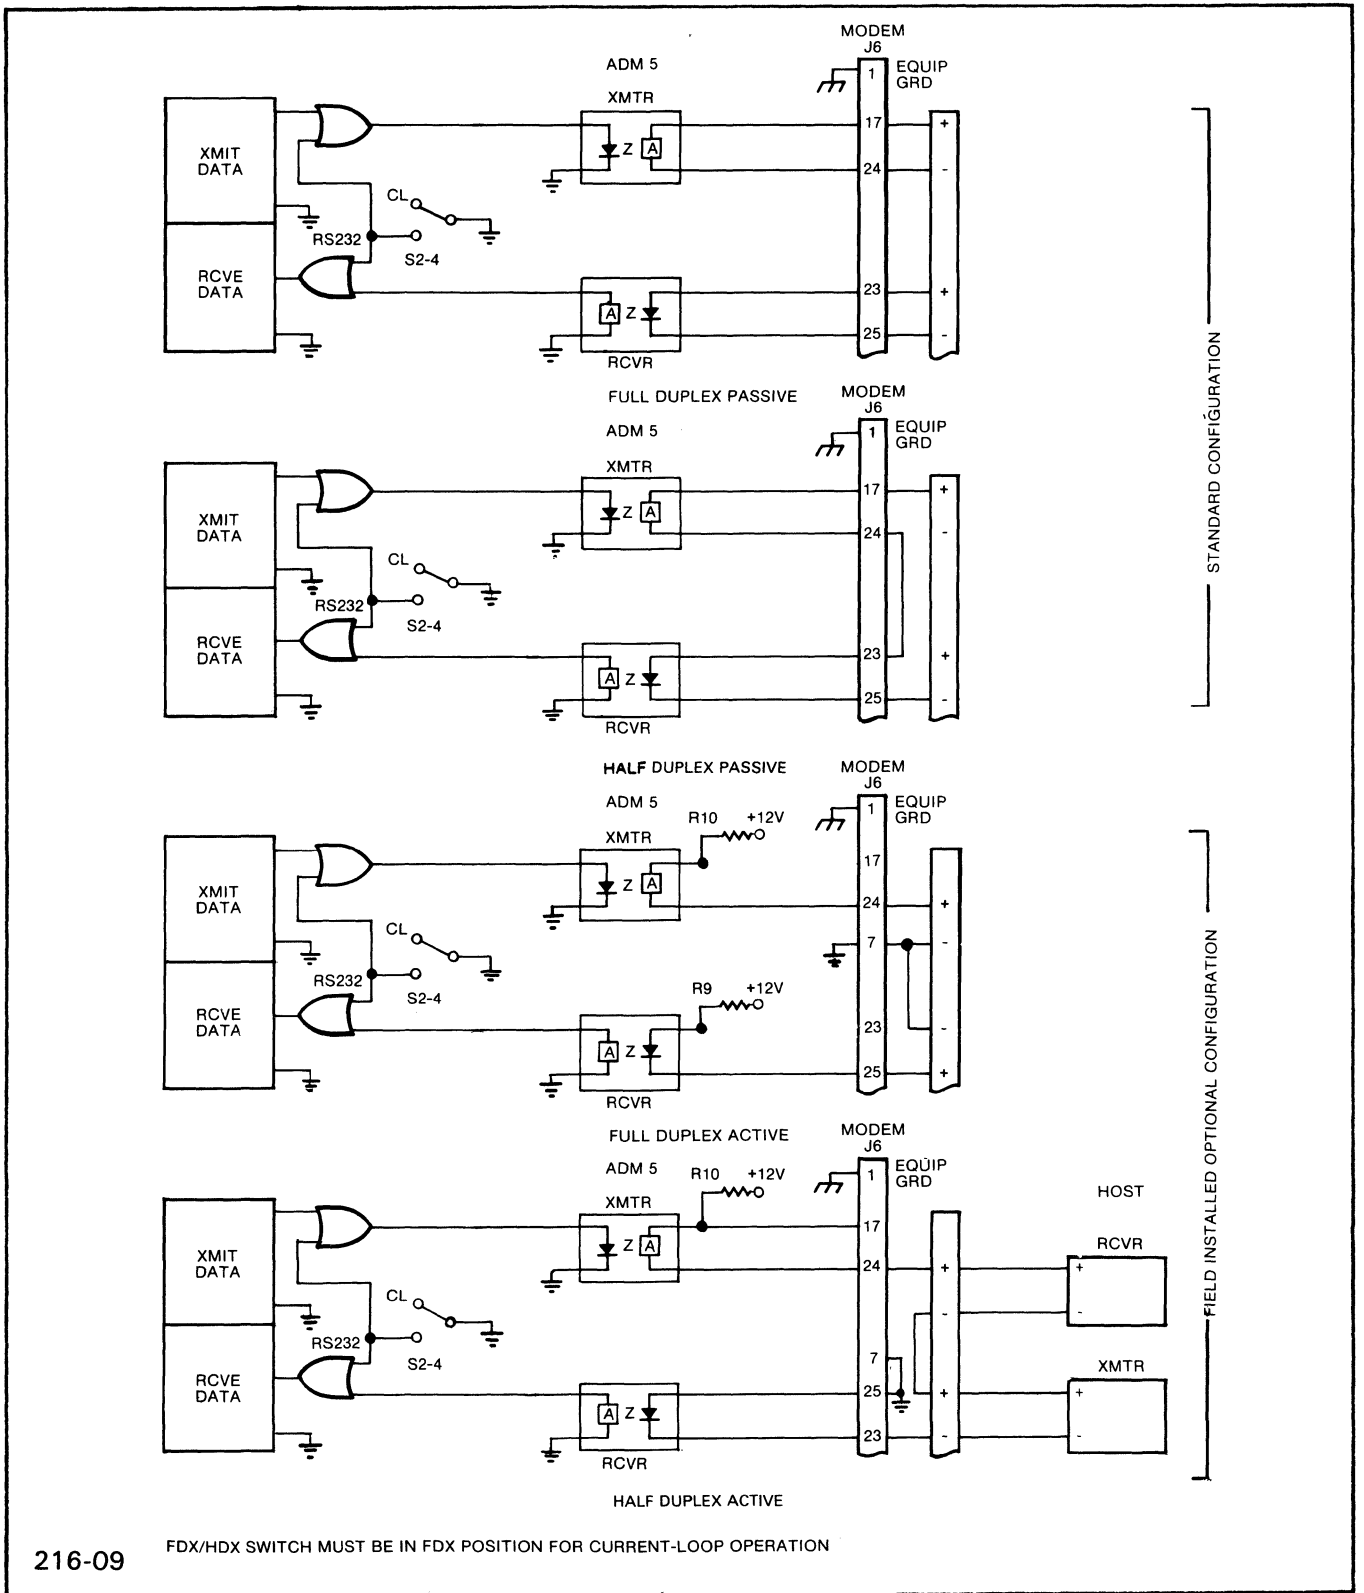 MODEM
J6
ADM 5
1
EQUIP
GRD
XMTR
XMIT
DATA
Z
A
17
+
24
-
CL
RS232
S2-4
RCVE
DATA
A
Z
23
+
25
-
RCVR
FULL DUPLEX PASSIVE
MODEM
J6
ADM 5
1
EQUIP
GRD
XMTR
XMIT
DATA
Z
A
17
+
24
-
CL
RS232
S2-4
RCVE
DATA
A
Z
23
+
25
-
RCVR
HALF DUPLEX PASSIVE
STANDARD CONFIGURATION
MODEM
J6
ADM 5
R10
+12V
1
EQUIP
GRD
XMTR
XMIT
DATA
Z
A
17
24
+
CL
7
-
RS232
S2-4
R9
+12V
RCVE
DATA
A
Z
23
-
25
+
RCVR
FULL DUPLEX ACTIVE
MODEM
J6
ADM 5
R10
+12V
1
EQUIP
GRD
HOST
XMTR
XMIT
DATA
Z
A
17
RCVR
24
+
+
CL
-
-
RS232
S2-4
7
XMTR
RCVE
DATA
A
Z
25
+
+
23
-
-
RCVR
HALF DUPLEX ACTIVE
FIELD INSTALLED OPTIONAL CONFIGURATION
FDX/HDX SWITCH MUST BE IN FDX POSITION FOR CURRENT-LOOP OPERATION
216-09